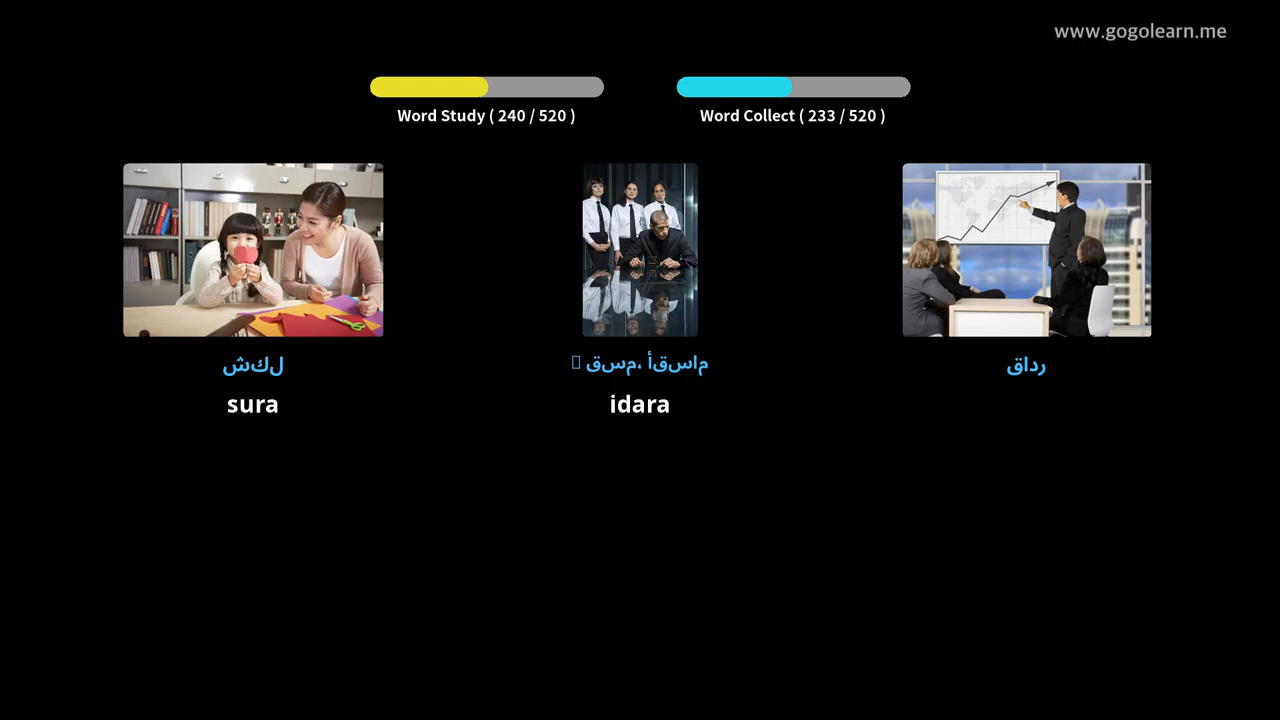 www.gogolearn.me
Word Study ( 240 / 520 )
Word Collect ( 233 / 520 )
لكش
ماسقأ ،مسق
رداق
sura
idara